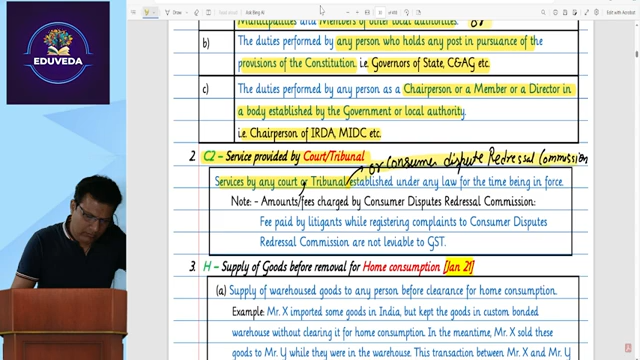 EDUVEDA
Ask Bing AI
Municipalities and Members of other local authorities. or
b) The duties performed by any person who holds any post in pursuance of the
provisions of the Constitution. i.e. Governors of State, C&AG etc.
c) The duties performed by any person as a Chairperson or a Member or a Director in
a body established by the Government or local authority.
i.e. Chairperson of IRDA, MIDC etc.
2. C2 – Service provided by Court/Tribunal
or Consumer dispute Redressal Commission
Services by any court or Tribunal established under any law for the time being in force.
Note: - Amounts/fees charged by Consumer Disputes Redressal Commission:
Fee paid by litigants while registering complaints to Consumer Disputes
Redressal Commission are not leviable to GST.
3. H – Supply of Goods before removal for Home consumption [Jan 21]
(a) Supply of warehoused goods to any person before clearance for home consumption.
Example: Mr. X imported some goods in India, but kept the goods in custom bonded
warehouse without clearing it for home consumption. In the meantime, Mr. X sold these
goods to Mr. Y while they were in the warehouse. This transaction between Mr. X and Mr. Y